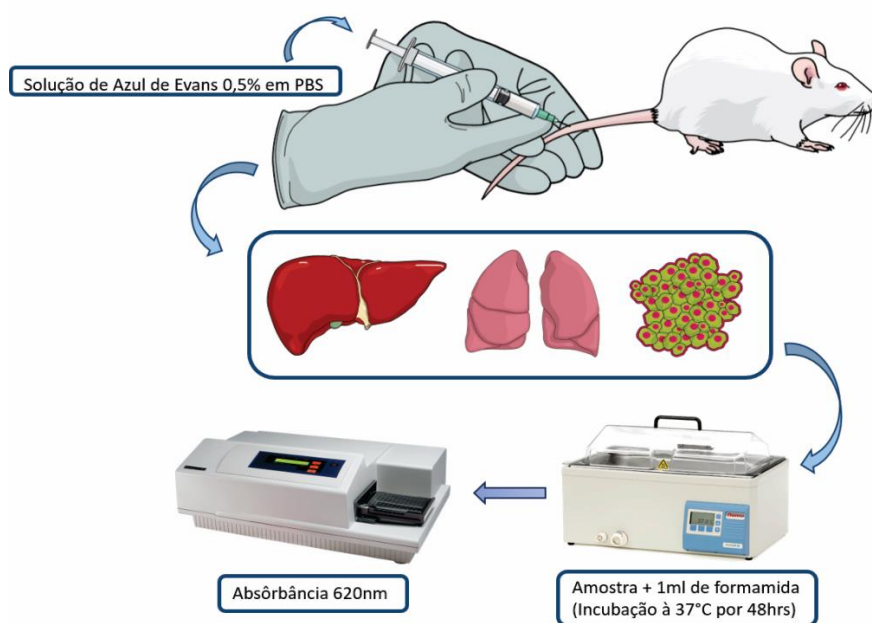 Solução de Azul de Evans 0,5% em PBS
Absôrbância 620nm
Amostra + 1ml de formamida
(Incubação à 37°C por 48hrs)